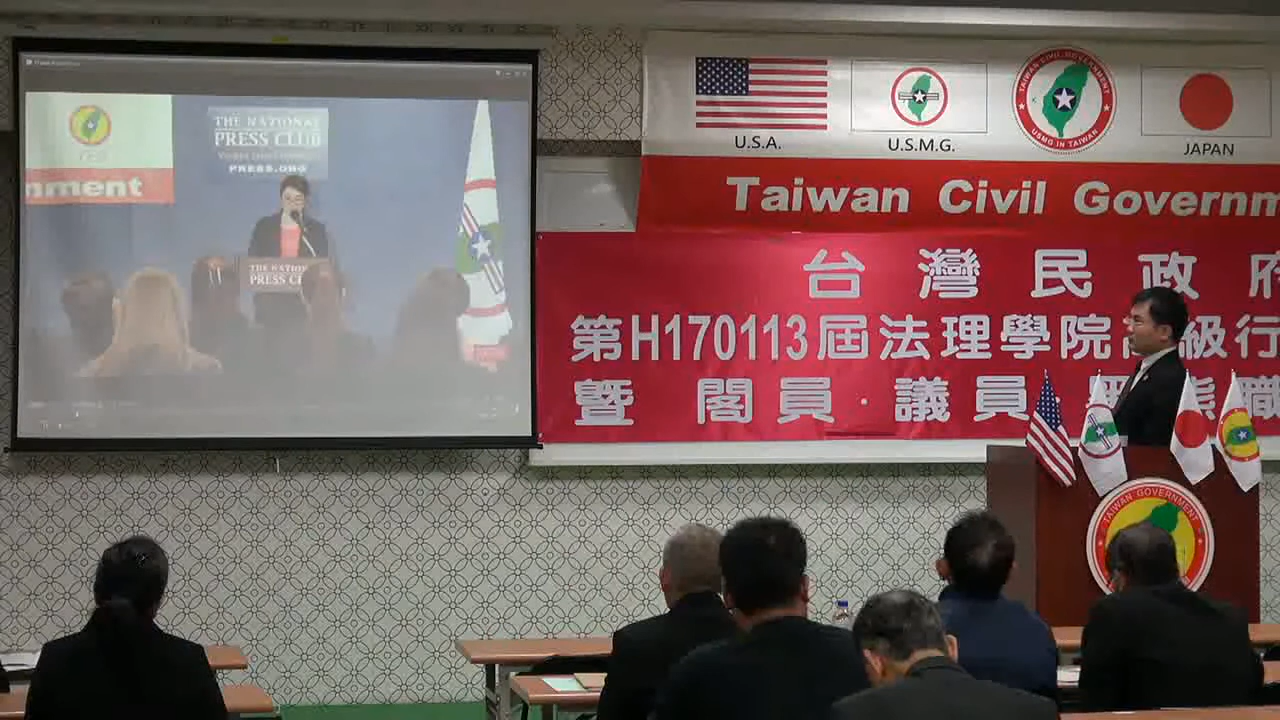 THE NATIONAL
PRESS CLUB
PRESS.ORG
nment
THE NATION
PRESS CL
U.S.A.
U.S.M.G.
TAIWAN CIVIL GOVERNMENT
USMG IN TAIWAN
JAPAN
Taiwan Civil Governm
台灣民政府
第H170113屆法理學院 級行
暨 閣員·議員· 職
TAIWAN GOVERNMENT